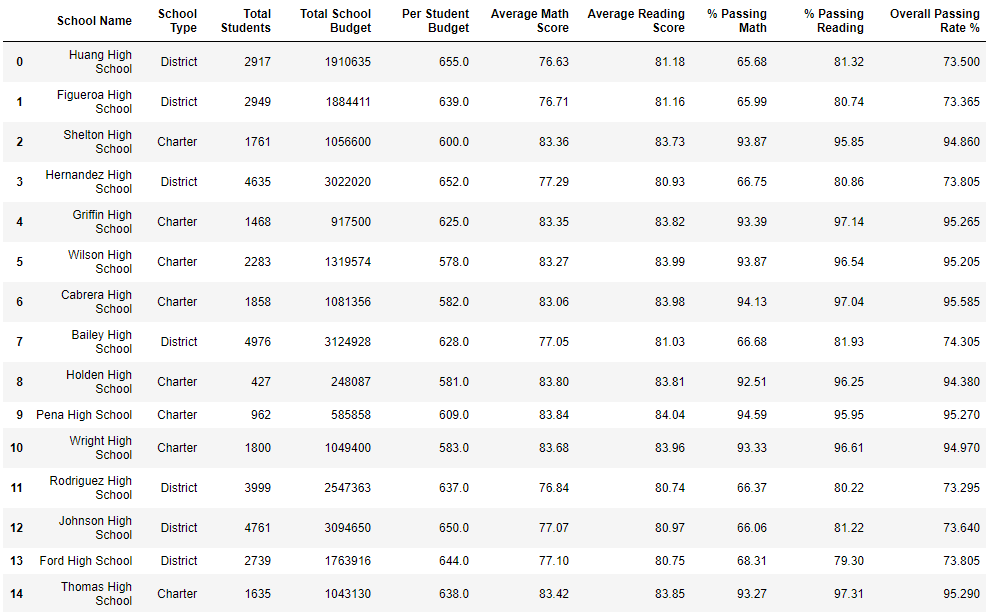 School Name School Type Total Students Total School Budget Per Student Budget Average Math Score Average Reading Score % Passing Math % Passing Reading Overall Passing Rate %
0 Huang High School District 2917 1910635 655.0 76.63 81.18 65.68 81.32 73.500
1 Figueroa High School District 2949 1884411 639.0 76.71 81.16 65.99 80.74 73.365
2 Shelton High School Charter 1761 1056600 600.0 83.36 83.73 93.87 95.85 94.860
3 Hernandez High School District 4635 3022020 652.0 77.29 80.93 66.75 80.86 73.805
4 Griffin High School Charter 1468 917500 625.0 83.35 83.82 93.39 97.14 95.265
5 Wilson High School Charter 2283 1319574 578.0 83.27 83.99 93.87 96.54 95.205
6 Cabrera High School Charter 1858 1081356 582.0 83.06 83.98 94.13 97.04 95.585
7 Bailey High School District 4976 3124928 628.0 77.05 81.03 66.68 81.93 74.305
8 Holden High School Charter 427 248087 581.0 83.80 83.81 92.51 96.25 94.380
9 Pena High School Charter 962 585858 609.0 83.84 84.04 94.59 95.95 95.270
10 Wright High School Charter 1800 1049400 583.0 83.68 83.96 93.33 96.61 94.970
11 Rodriguez High School District 3999 2547363 637.0 76.84 80.74 66.37 80.22 73.295
12 Johnson High School District 4761 3094650 650.0 77.07 80.97 66.06 81.22 73.640
13 Ford High School District 2739 1763916 644.0 77.10 80.75 68.31 79.30 73.805
14 Thomas High School Charter 1635 1043130 638.0 83.42 83.85 93.27 97.31 95.290